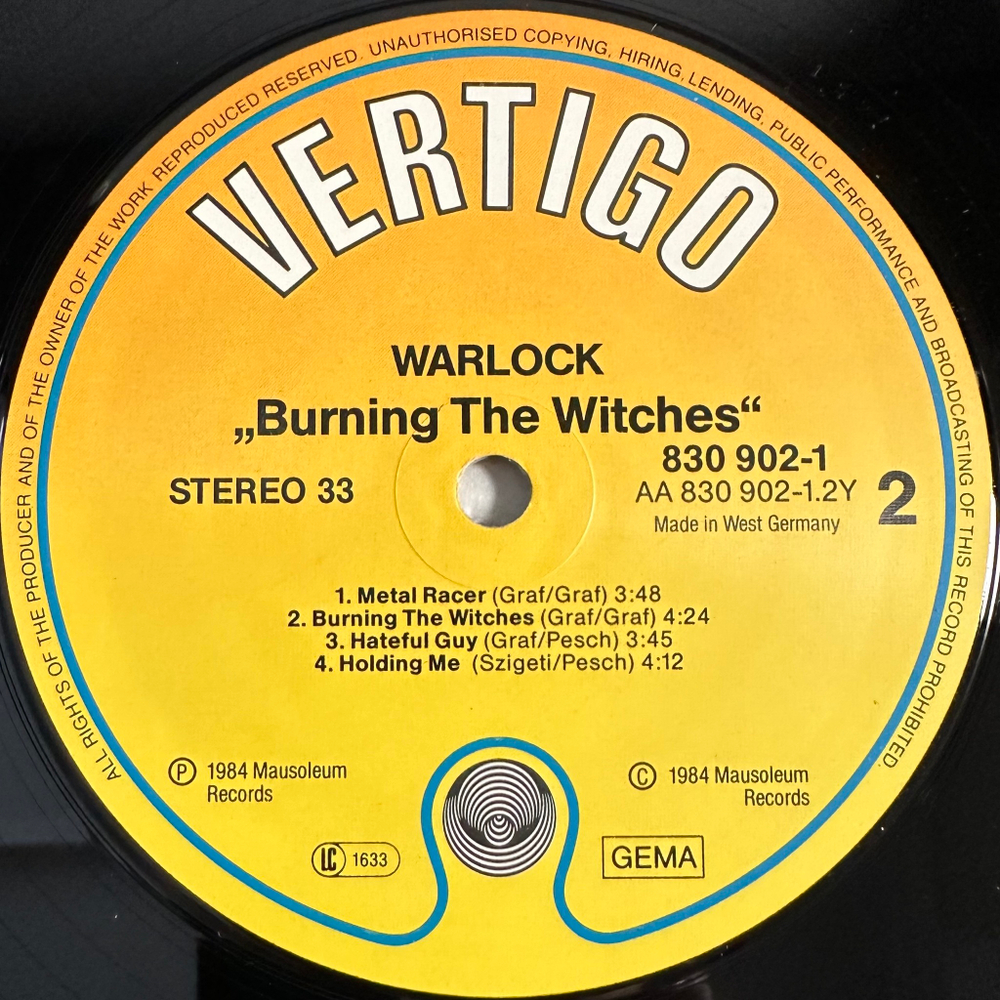 ALL RIGHTS OF THE PRODUCER AND OF THE OWNER OF THE WORK REPRODUCED RESERVED. UNAUTHORISED COPYING, HIRING, LENDING, PUBLIC PERFORMANCE AND BROADCASTING OF THIS RECORD PROHIBITED.
VERTIGO
WARLOCK
„Burning The Witches“
STEREO 33
830 902-1
AA 830 902-1.2Y
2
Made in West Germany
1. Metal Racer (Graf/Graf) 3:48
2. Burning The Witches (Graf/Graf) 4:24
3. Hateful Guy (Graf/Pesch) 3:45
4. Holding Me (Szigeti/Pesch) 4:12
Ⓟ 1984 Mausoleum
Records
© 1984 Mausoleum
Records
LC 1633
GEMA